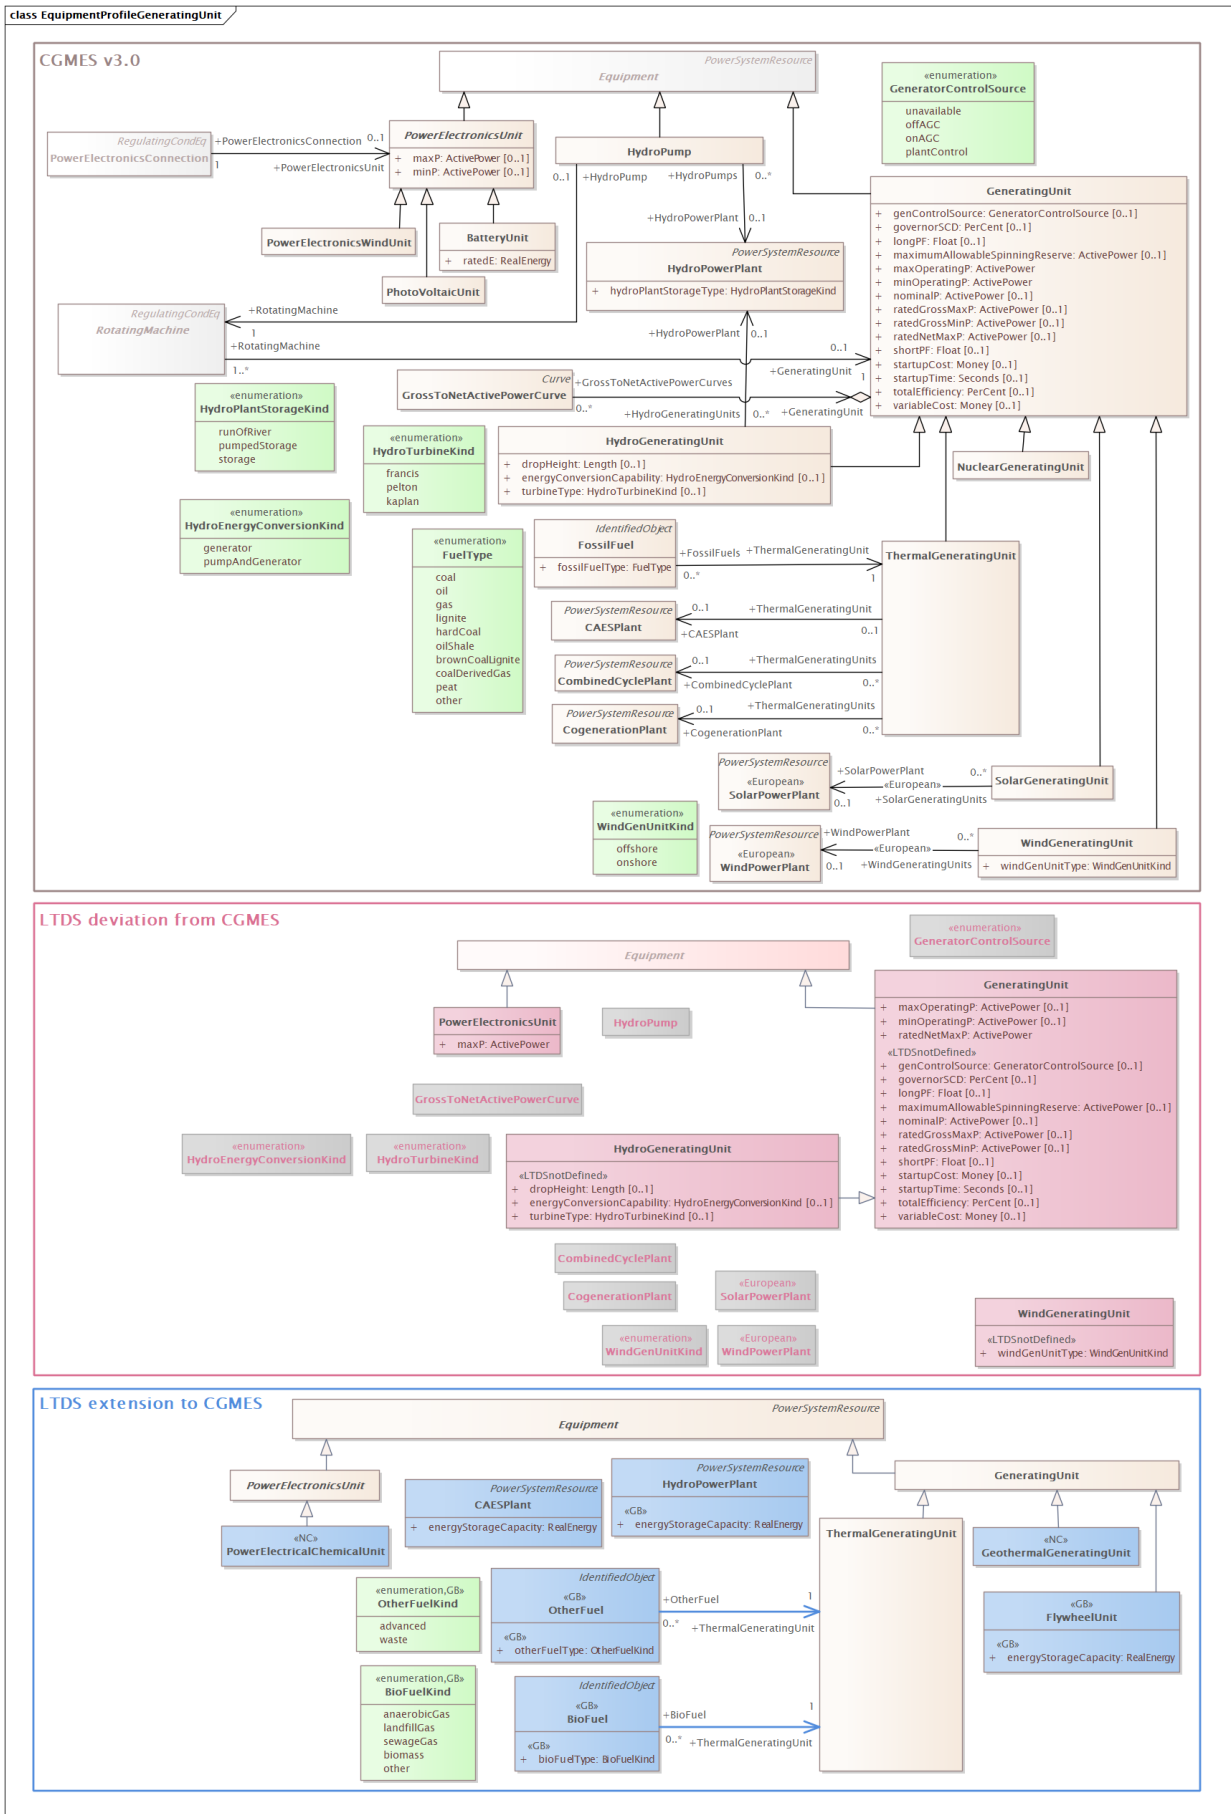 class EquipmentProfileGeneratingUnit
CGMES v3.0
PowerSystemResource
Equipment
«enumeration»
GeneratorControlSource
unavailable
offAGC
onAGC
plantControl
RegulatingCondEq
PowerElectronicsConnection
+PowerElectronicsConnection
0..1
1
+PowerElectronicsUnit
PowerElectronicsUnit
+ maxP: ActivePower [0..1]
+ minP: ActivePower [0..1]
HydroPump
0..1
+HydroPump
+HydroPumps
0..*
GeneratingUnit
+ genControlSource: GeneratorControlSource [0..1]
+ governorSCD: PerCent [0..1]
+ longPF: Float [0..1]
+ maximumAllowableSpinningReserve: ActivePower [0..1]
+ maxOperatingP: ActivePower
+ minOperatingP: ActivePower
+ nominalP: ActivePower [0..1]
+ ratedGrossMaxP: ActivePower [0..1]
+ ratedGrossMinP: ActivePower [0..1]
+ ratedNetMaxP: ActivePower [0..1]
+ shortPF: Float [0..1]
+ startupCost: Money [0..1]
+ startupTime: Seconds [0..1]
+ totalEfficiency: PerCent [0..1]
+ variableCost: Money [0..1]
PowerElectronicsWindUnit
BatteryUnit
+ ratedE: RealEnergy
PhotoVoltaicUnit
+HydroPowerPlant
0..1
PowerSystemResource
HydroPowerPlant
+ hydroPlantStorageType: HydroPlantStorageKind
RegulatingCondEq
RotatingMachine
+RotatingMachine
1
+RotatingMachine
1..*
+HydroPowerPlant
0..1
0..1
+GeneratingUnit
1
Curve
GrossToNetActivePowerCurve
+GrossToNetActivePowerCurves
0..*
+HydroGeneratingUnits
0..*
+GeneratingUnit
«enumeration»
HydroPlantStorageKind
runOfRiver
pumpedStorage
storage
«enumeration»
HydroTurbineKind
francis
pelton
kaplan
HydroGeneratingUnit
+ dropHeight: Length [0..1]
+ energyConversionCapability: HydroEnergyConversionKind [0..1]
+ turbineType: HydroTurbineKind [0..1]
NuclearGeneratingUnit
«enumeration»
HydroEnergyConversionKind
generator
pumpAndGenerator
«enumeration»
FuelType
coal
oil
gas
lignite
hardCoal
oilShale
brownCoalLignite
coalDerivedGas
peat
other
IdentifiedObject
FossilFuel
+ fossilFuelType: FuelType
+FossilFuels
+ThermalGeneratingUnit
0..*
1
ThermalGeneratingUnit
PowerSystemResource
CAESPlant
0..1
+ThermalGeneratingUnit
+CAESPlant
0..1
PowerSystemResource
CombinedCyclePlant
0..1
+ThermalGeneratingUnits
+CombinedCyclePlant
0..*
PowerSystemResource
CogenerationPlant
0..1
+ThermalGeneratingUnits
+CogenerationPlant
0..*
PowerSystemResource
«European»
SolarPowerPlant
+SolarPowerPlant
0..*
«European»
0..1
+SolarGeneratingUnits
SolarGeneratingUnit
«enumeration»
WindGenUnitKind
offshore
onshore
PowerSystemResource
«European»
WindPowerPlant
+WindPowerPlant
0..*
«European»
0..1
+WindGeneratingUnits
WindGeneratingUnit
+ windGenUnitType: WindGenUnitKind
LTDS deviation from CGMES
«enumeration»
GeneratorControlSource
Equipment
PowerElectronicsUnit
+ maxP: ActivePower
HydroPump
GeneratingUnit
+ maxOperatingP: ActivePower [0..1]
+ minOperatingP: ActivePower [0..1]
+ ratedNetMaxP: ActivePower
«LTDSnotDefined»
+ genControlSource: GeneratorControlSource [0..1]
+ governorSCD: PerCent [0..1]
+ longPF: Float [0..1]
+ maximumAllowableSpinningReserve: ActivePower [0..1]
+ nominalP: ActivePower [0..1]
+ ratedGrossMaxP: ActivePower [0..1]
+ ratedGrossMinP: ActivePower [0..1]
+ shortPF: Float [0..1]
+ startupCost: Money [0..1]
+ startupTime: Seconds [0..1]
+ totalEfficiency: PerCent [0..1]
+ variableCost: Money [0..1]
GrossToNetActivePowerCurve
«enumeration»
HydroEnergyConversionKind
«enumeration»
HydroTurbineKind
HydroGeneratingUnit
«LTDSnotDefined»
+ dropHeight: Length [0..1]
+ energyConversionCapability: HydroEnergyConversionKind [0..1]
+ turbineType: HydroTurbineKind [0..1]
CombinedCyclePlant
CogenerationPlant
«European»
SolarPowerPlant
«enumeration»
WindGenUnitKind
«European»
WindPowerPlant
WindGeneratingUnit
«LTDSnotDefined»
+ windGenUnitType: WindGenUnitKind
LTDS extension to CGMES
PowerSystemResource
Equipment
PowerElectronicsUnit
«NC»
PowerElectricalChemicalUnit
PowerSystemResource
CAESPlant
+ energyStorageCapacity: RealEnergy
PowerSystemResource
HydroPowerPlant
«GB»
+ energyStorageCapacity: RealEnergy
GeneratingUnit
ThermalGeneratingUnit
«NC»
GeothermalGeneratingUnit
«enumeration,GB»
OtherFuelKind
advanced
waste
IdentifiedObject
«GB»
OtherFuel
«GB»
+ otherFuelType: OtherFuelKind
+OtherFuel
1
0..*
+ThermalGeneratingUnit
«GB»
FlywheelUnit
«GB»
+ energyStorageCapacity: RealEnergy
«enumeration,GB»
BioFuelKind
anaerobicGas
landfillGas
sewageGas
biomass
other
IdentifiedObject
«GB»
BioFuel
«GB»
+ bioFuelType: BioFuelKind
+BioFuel
1
0..*
+ThermalGeneratingUnit